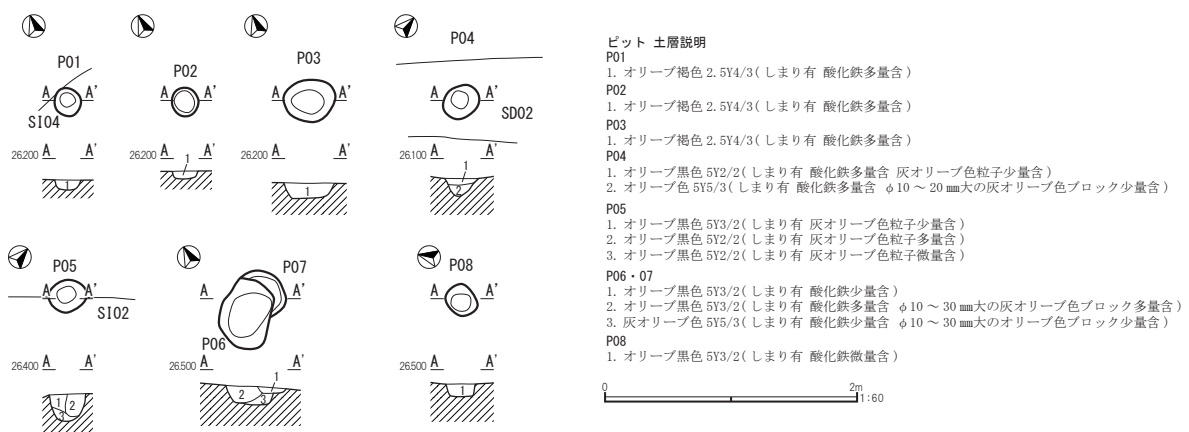 P01
A A'
SI04
26.200 A A'
1
P02
A A'
26.200 A A'
1
P03
A A'
26.200 A A'
1
P04
A A'
SD02
26.100 A A'
1
2
P05
A A'
SI02
26.400 A A'
1 2
3
P07
A A'
P06
26.500 A A'
1
2 3
P08
A A'
26.500 A A'
1
ピット 土層説明
P01
1. オリーブ褐色 2.5Y4/3( しまり有 酸化鉄多量含 )
P02
1. オリーブ褐色 2.5Y4/3( しまり有 酸化鉄多量含 )
P03
1. オリーブ褐色 2.5Y4/3( しまり有 酸化鉄多量含 )
P04
1. オリーブ黒色 5Y2/2( しまり有 酸化鉄多量含 灰オリーブ色粒子少量含 )
2. オリーブ色 5Y5/3( しまり有 酸化鉄多量含 φ10 ～ 20 ㎜大の灰オリーブ色ブロック少量含 )
P05
1. オリーブ黒色 5Y3/2( しまり有 灰オリーブ色粒子少量含 )
2. オリーブ黒色 5Y2/2( しまり有 灰オリーブ色粒子多量含 )
3. オリーブ黒色 5Y2/2( しまり有 灰オリーブ色粒子微量含 )
P06・07
1. オリーブ黒色 5Y3/2( しまり有 酸化鉄少量含 )
2. オリーブ黒色 5Y3/2( しまり有 酸化鉄多量含 φ10 ～ 30 ㎜大の灰オリーブ色ブロック多量含 )
3. 灰オリーブ色 5Y5/3( しまり有 酸化鉄少量含 φ10 ～ 30 ㎜大のオリーブ色ブロック少量含 )
P08
1. オリーブ黒色 5Y3/2( しまり有 酸化鉄微量含 )
0 2m
1:60